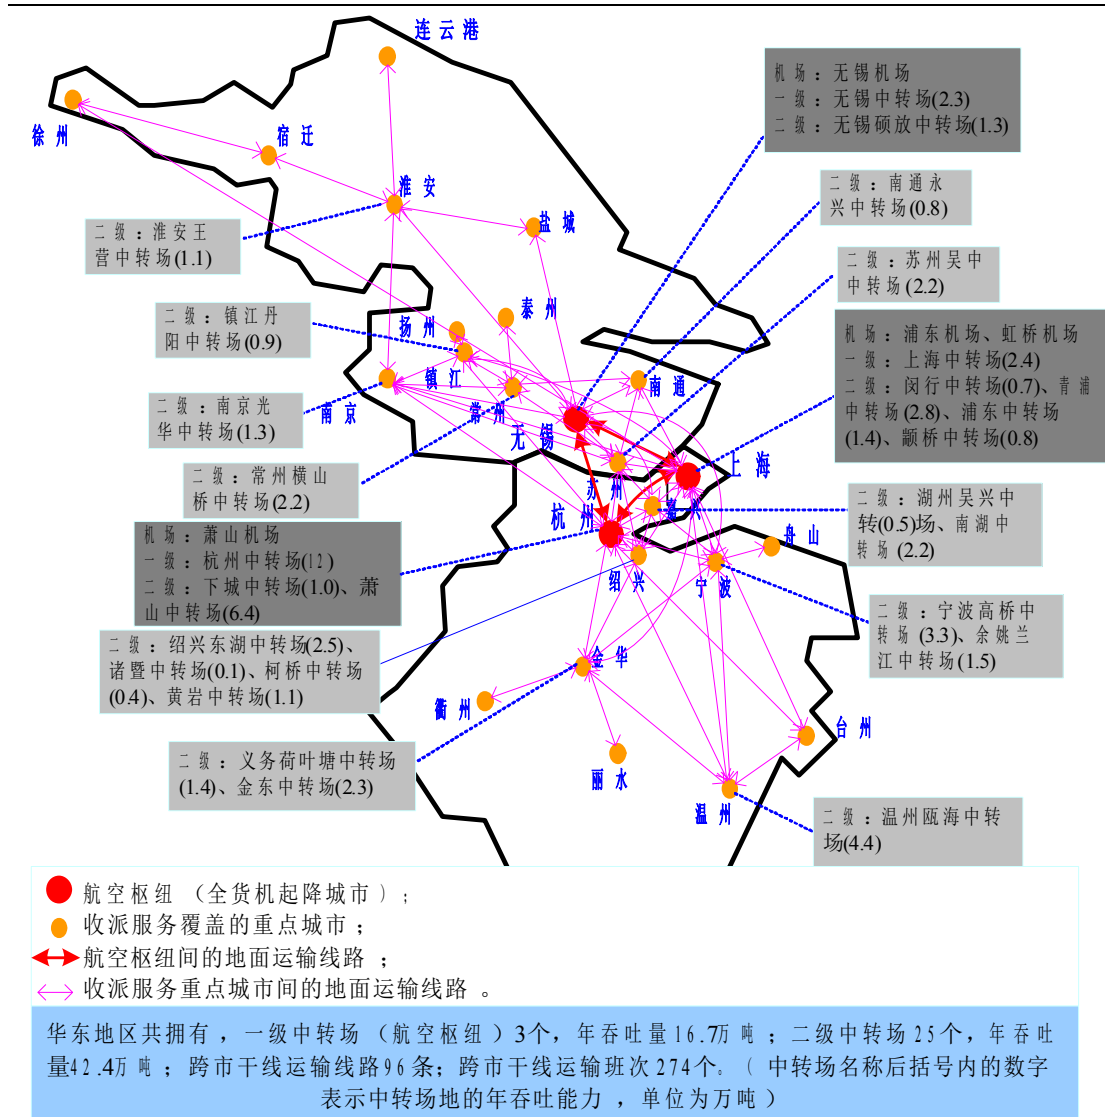 连云港
徐州
宿迁
淮安
盐城
机场：无锡机场
一级：无锡中转场(2.3)
二级：无锡硕放中转场(1.3)
二级：南通永
兴中转场(0.8)
二级：淮安王
营中转场(1.1)
二级：苏州吴中
中转场(2.2)
二级：镇江丹
阳中转场(0.9)
扬州
泰州
机场：浦东机场、虹桥机场
一级：上海中转场(2.4)
二级：闵行中转场(0.7)、青浦
中转场(2.8)、浦东中转场
(1.4)、颛桥中转场(0.8)
镇江
南通
南京
常州
无锡
二级：南京光
华中转场(1.3)
二级：常州横山
桥中转场(2.2)
上海
苏州
嘉兴
杭州
二级：湖州吴兴中
转(0.5)场、南湖中
转场(2.2)
机场：萧山机场
一级：杭州中转场(12)
二级：下城中转场(1.0)、萧
山中转场(6.4)
舟山
绍兴
宁波
二级：宁波高桥中
转场(3.3)、余姚兰
江中转场(1.5)
二级：绍兴东湖中转场(2.5)、
诸暨中转场(0.1)、柯桥中转场
(0.4)、黄岩中转场(1.1)
金华
衢州
台州
丽水
温州
二级：义务荷叶塘中转场
(1.4)、金东中转场(2.3)
二级：温州瓯海中转
场(4.4)
航空枢纽（全货机起降城市）；
收派服务覆盖的重点城市；
航空枢纽间的地面运输线路；
收派服务重点城市间的地面运输线路。
华东地区共拥有，一级中转场（航空枢纽）3个，年吞吐量16.7万吨；二级中转场25个，年吞吐
量42.4万吨；跨市干线运输线路96条；跨市干线运输班次274个。（中转场名称后括号内的数字
表示中转场地的年吞吐能力，单位为万吨）